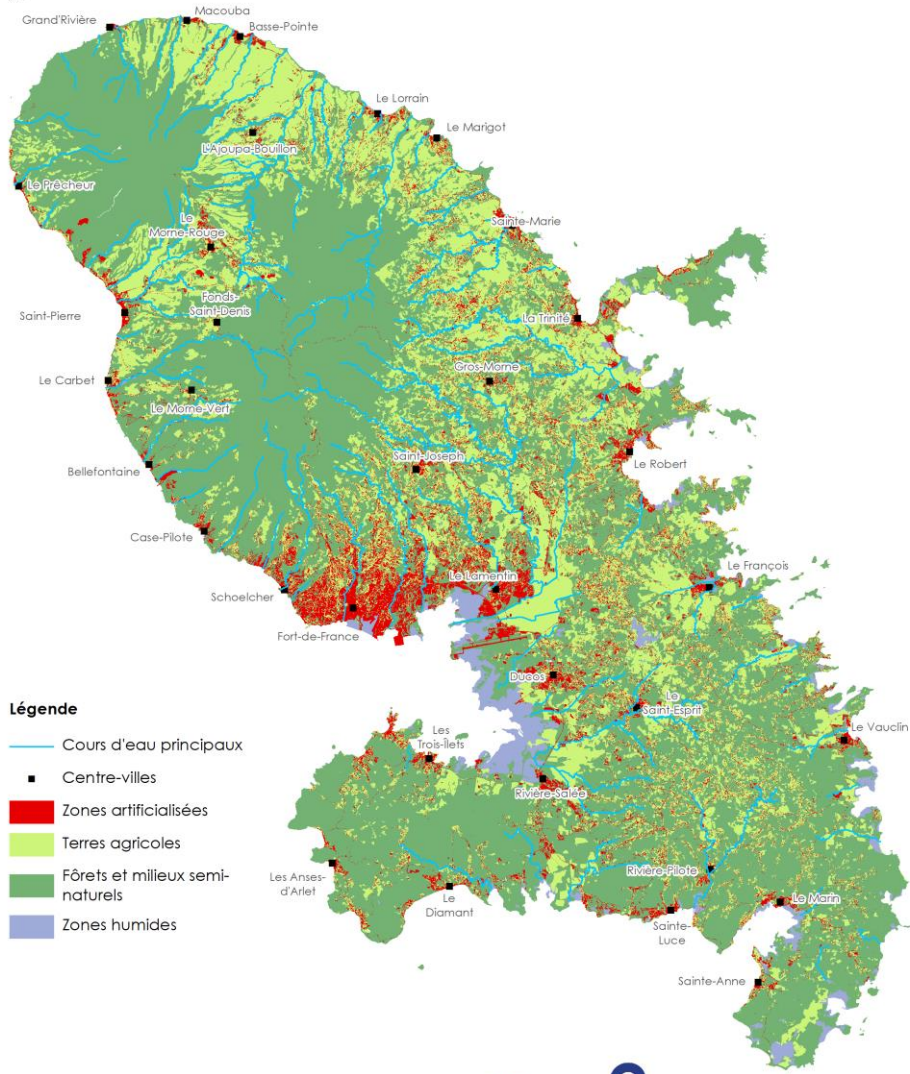 Grand'Rivière
Macouba
Basse-Pointe
Le Lorrain
Le Marigot
L'Ajoupa-Bouillon
Le Prêcheur
Le
Morne-Rouge
Sainte-Marie
Fonds-
Saint-Denis
Saint-Pierre
La Trinité
Le Carbet
Gros-Morne
Le Morne-Vert
Saint-Joseph
Le Robert
Bellefontaine
Case-Pilote
Le Lamentin
Le François
Schoelcher
Fort-de-France
Ducos
Le
Saint-Esprit
Légende
Cours d'eau principaux
Centre-villes
Zones artificialisées
Terres agricoles
Fôrets et milieux semi-
naturels
Zones humides
Les
Trois-Îlets
Le Vauclin
Rivière-Salée
Les Anses-
d'Arlet
Le
Diamant
Rivière-Pilote
Sainte-
Luce
Le Marin
Sainte-Anne